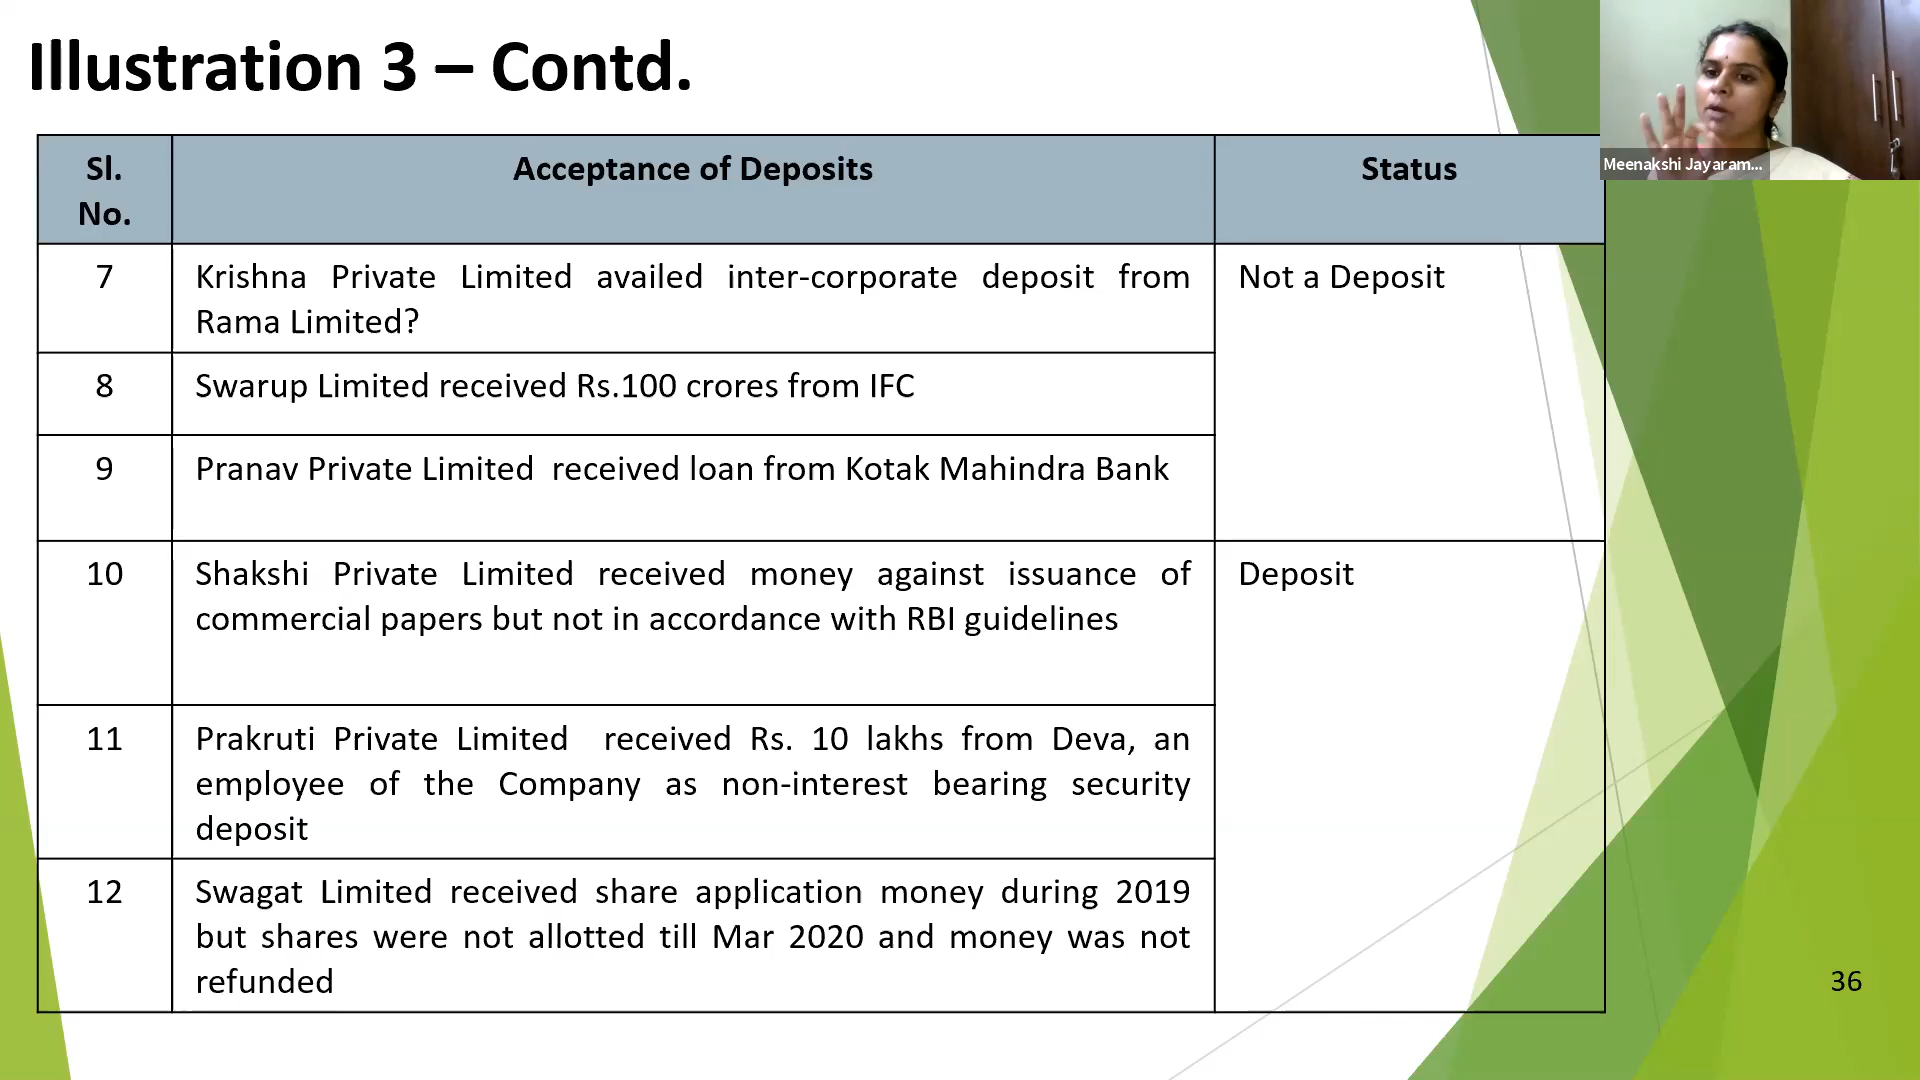 Illustration 3 – Contd.
Meenakshi Jayaram...
Sl.
No.
Acceptance of Deposits
Status
7
Krishna Private Limited availed inter-corporate deposit from
Rama Limited?
Not a Deposit
8
Swarup Limited received Rs.100 crores from IFC
9
Pranav Private Limited received loan from Kotak Mahindra Bank
10
Shakshi Private Limited received money against issuance of
commercial papers but not in accordance with RBI guidelines
Deposit
11
Prakruti Private Limited received Rs. 10 lakhs from Deva, an
employee of the Company as non-interest bearing security
deposit
12
Swagat Limited received share application money during 2019
but shares were not allotted till Mar 2020 and money was not
refunded
36